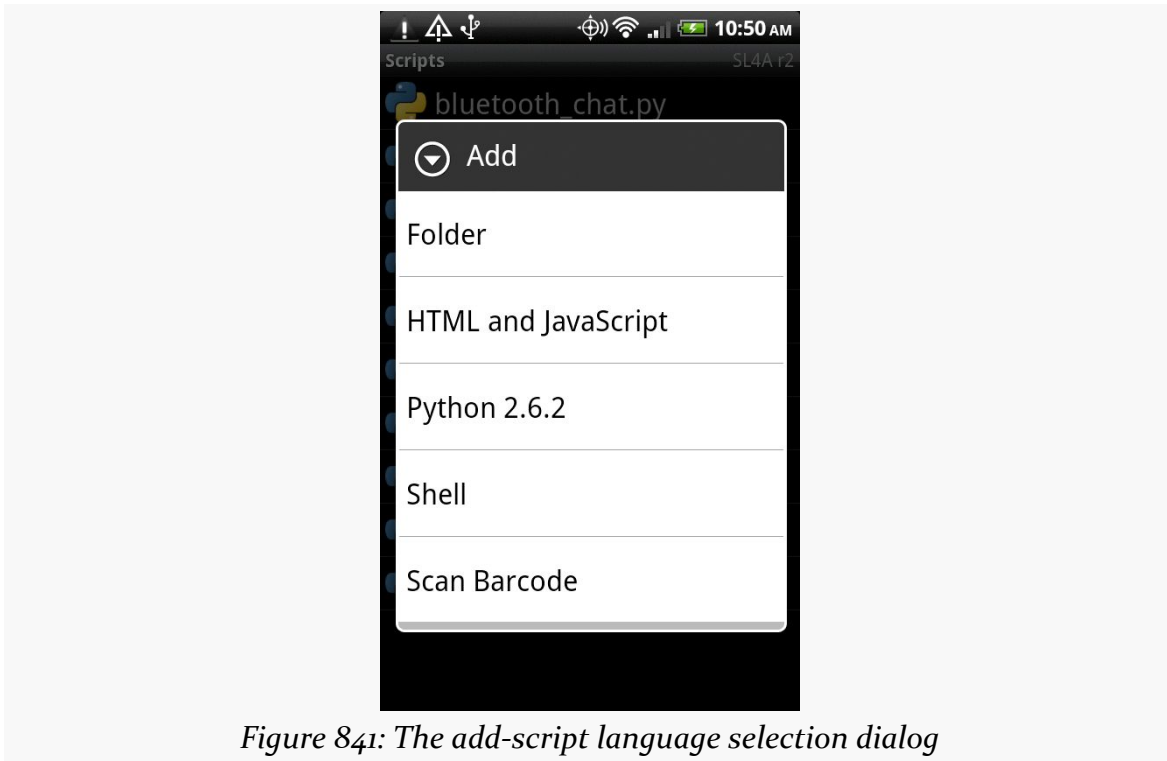 10:50 AM
Scripts SL4A r2
bluetooth_chat.py
Add
Folder
HTML and JavaScript
Python 2.6.2
Shell
Scan Barcode
Figure 841: The add-script language selection dialog